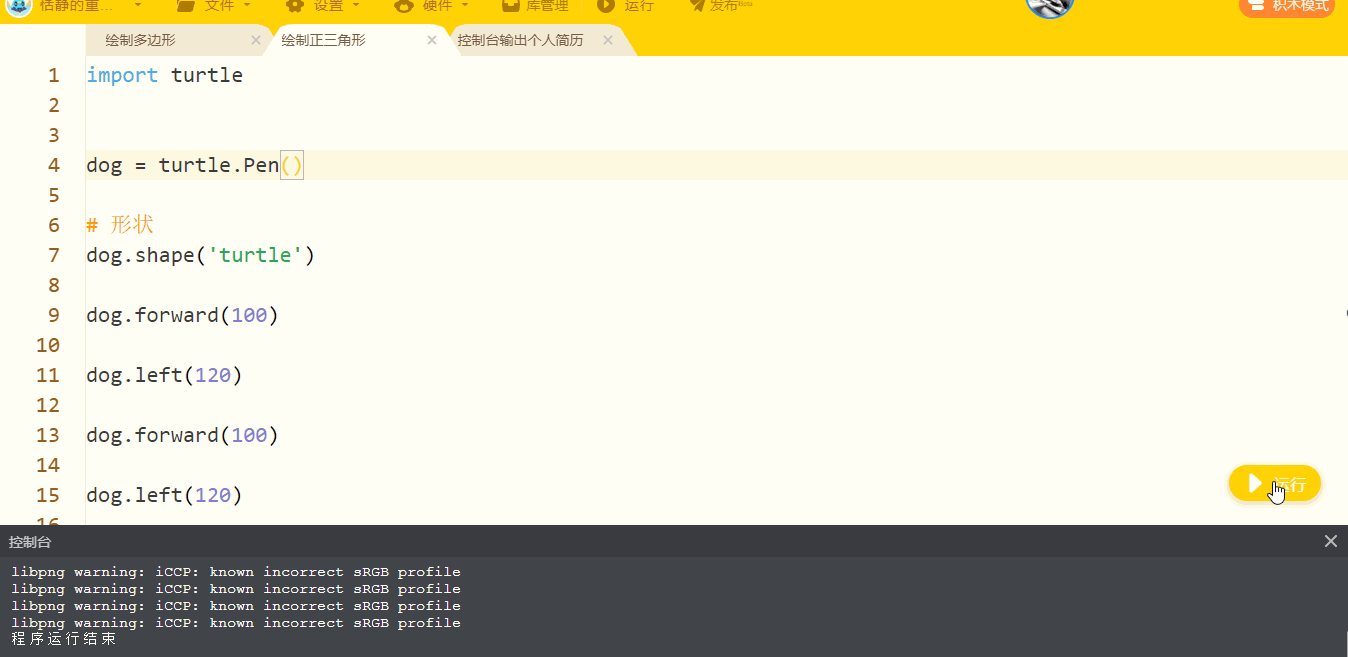 恬静的重... 文件 设置 硬件 库管理 运行 发布Beta 积木模式
绘制多边形 × 绘制正三角形 × 控制台输出个人简历 ×
1 import turtle
2
3
4 dog = turtle.Pen()
5
6 # 形状
7 dog.shape('turtle')
8
9 dog.forward(100)
10
11 dog.left(120)
12
13 dog.forward(100)
14
15 dog.left(120)
16
运行
控制台 ×
libpng warning: iCCP: known incorrect sRGB profile
libpng warning: iCCP: known incorrect sRGB profile
libpng warning: iCCP: known incorrect sRGB profile
libpng warning: iCCP: known incorrect sRGB profile
程序运行结束